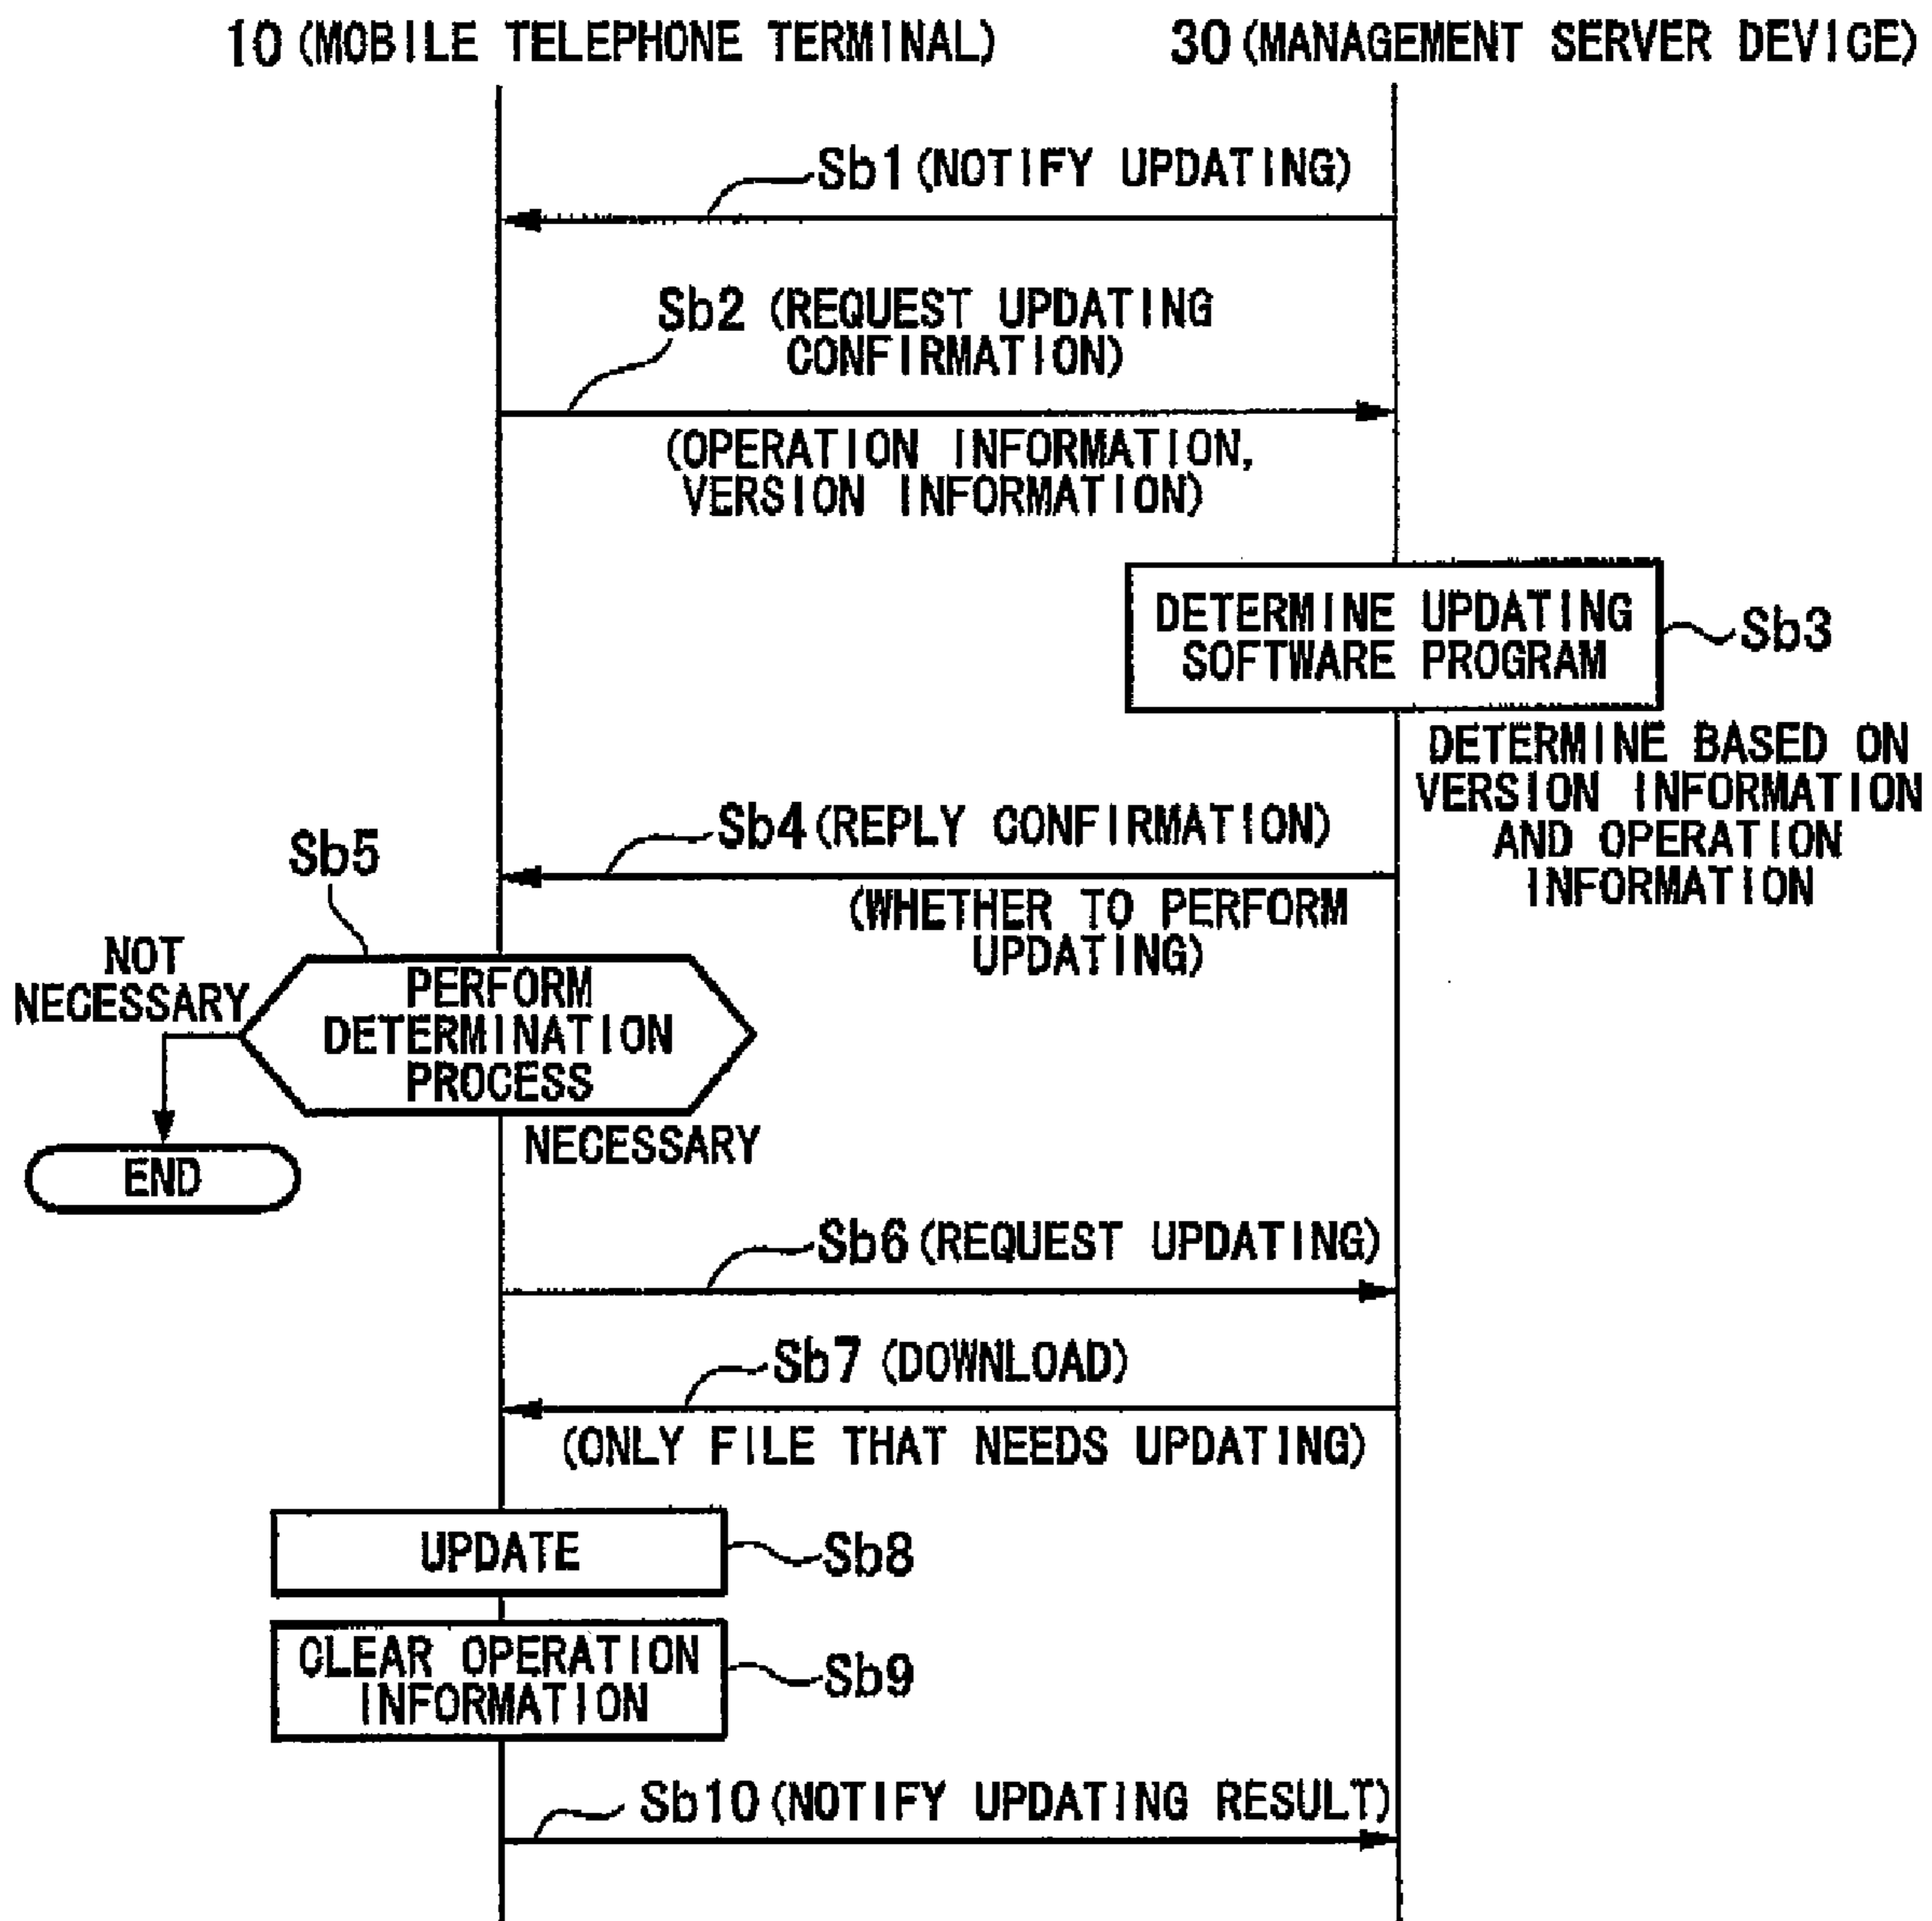 10 (MOBILE TELEPHONE TERMINAL)
30 (MANAGEMENT SERVER DEVICE)
Sb1 (NOTIFY UPDATING)
Sb2 (REQUEST UPDATING
CONFIRMATION)
(OPERATION INFORMATION,
VERSION INFORMATION)
DETERMINE UPDATING
SOFTWARE PROGRAM
Sb3
DETERMINE BASED ON
VERSION INFORMATION
AND OPERATION
INFORMATION
Sb4 (REPLY CONFIRMATION)
(WHETHER TO PERFORM
UPDATING)
Sb5
NOT
NECESSARY
PERFORM
DETERMINATION
PROCESS
NECESSARY
END
Sb6 (REQUEST UPDATING)
Sb7 (DOWNLOAD)
(ONLY FILE THAT NEEDS UPDATING)
UPDATE
Sb8
CLEAR OPERATION
INFORMATION
Sb9
Sb10 (NOTIFY UPDATING RESULT)